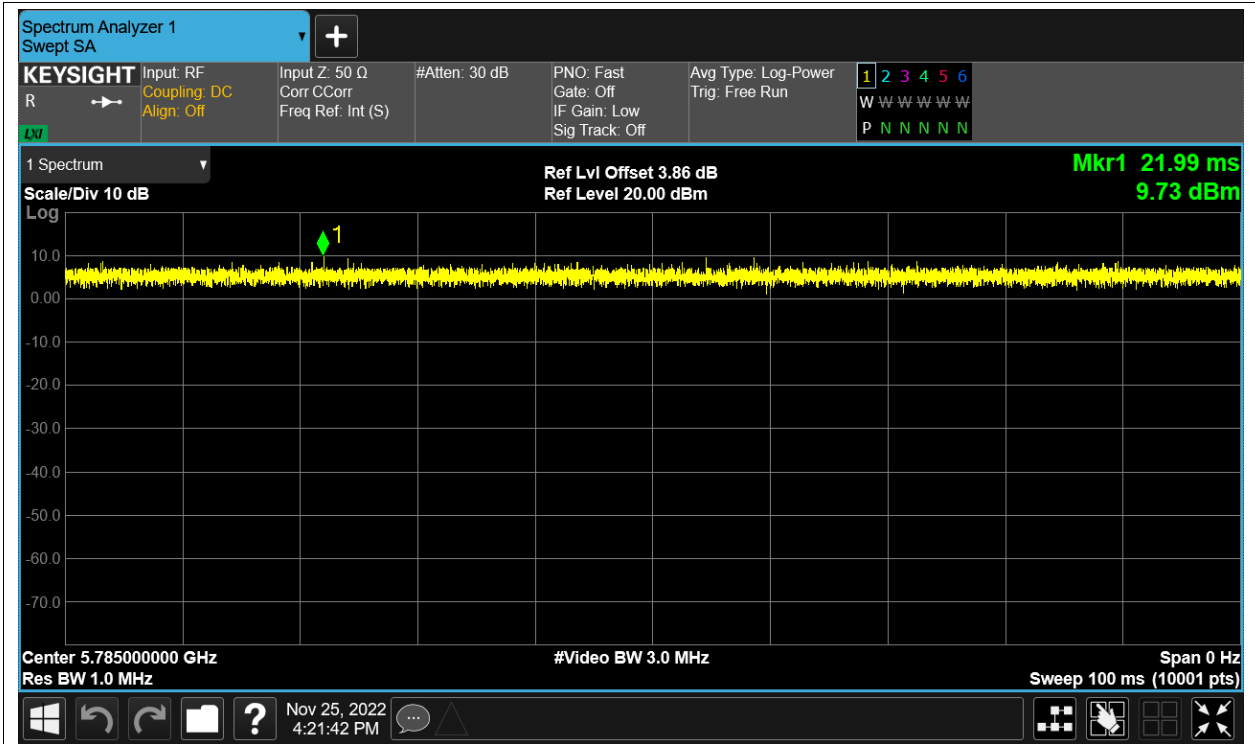 Spectrum Analyzer 1
Swept SA
KEYSIGHT
R
LXI
Input: RF
Coupling: DC
Align: Off
Input Z: 50 Ω
Corr CCorr
Freq Ref: Int (S)
#Atten: 30 dB
PNO: Fast
Gate: Off
IF Gain: Low
Sig Track: Off
Avg Type: Log-Power
Trig: Free Run
1 2 3 4 5 6
W W W W W W
P N N N N N
1 Spectrum
Scale/Div 10 dB
Ref Lvl Offset 3.86 dB
Ref Level 20.00 dBm
Mkr1 21.99 ms
9.73 dBm
Log
1
10.0
0.00
-10.0
-20.0
-30.0
-40.0
-50.0
-60.0
-70.0
Center 5.785000000 GHz
#Video BW 3.0 MHz
Span 0 Hz
Res BW 1.0 MHz
Sweep 100 ms (10001 pts)
?
Nov 25, 2022
4:21:42 PM